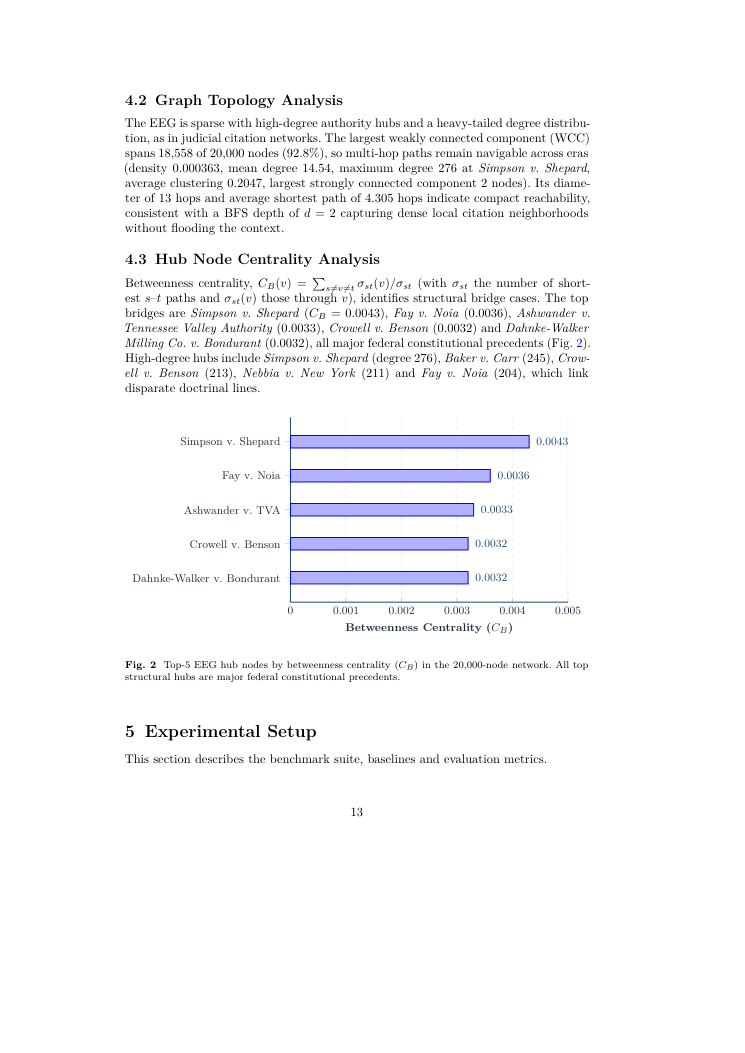 4.2 Graph Topology Analysis
The EEG is sparse with high-degree authority hubs and a heavy-tailed degree distribu-
tion, as in judicial citation networks. The largest weakly connected component (WCC)
spans 18,558 of 20,000 nodes (92.8%), so multi-hop paths remain navigable across eras
(density 0.000363, mean degree 14.54, maximum degree 276 at Simpson v. Shepard,
average clustering 0.2047, largest strongly connected component 2 nodes). Its diame-
ter of 13 hops and average shortest path of 4.305 hops indicate compact reachability,
consistent with a BFS depth of d = 2 capturing dense local citation neighborhoods
without flooding the context.
4.3 Hub Node Centrality Analysis
Betweenness centrality, C_B(v) = ∑_{s≠v≠t} σ_{st}(v)/σ_{st} (with σ_{st} the number of short-
est s–t paths and σ_{st}(v) those through v), identifies structural bridge cases. The top
bridges are Simpson v. Shepard (C_B = 0.0043), Fay v. Noia (0.0036), Ashwander v.
Tennessee Valley Authority (0.0033), Crowell v. Benson (0.0032) and Dahnke-Walker
Milling Co. v. Bondurant (0.0032), all major federal constitutional precedents (Fig. 2).
High-degree hubs include Simpson v. Shepard (degree 276), Baker v. Carr (245), Crow-
ell v. Benson (213), Nebbia v. New York (211) and Fay v. Noia (204), which link
disparate doctrinal lines.
Simpson v. Shepard 0.0043
Fay v. Noia 0.0036
Ashwander v. TVA 0.0033
Crowell v. Benson 0.0032
Dahnke-Walker v. Bondurant 0.0032
0 0.001 0.002 0.003 0.004 0.005
Betweenness Centrality (C_B)
Fig. 2 Top-5 EEG hub nodes by betweenness centrality (C_B) in the 20,000-node network. All top
structural hubs are major federal constitutional precedents.
5 Experimental Setup
This section describes the benchmark suite, baselines and evaluation metrics.
13